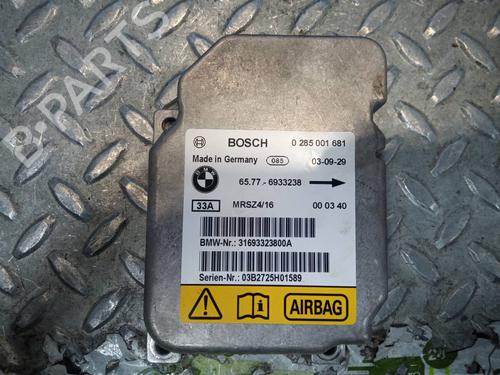 B-PARTS
BOSCH 0 285 001 681
Made in Germany 085 03-09-29
65.77 - 6933238
33A MRSZ4/16 00 03 40
BMW-Nr.: 31693323800A
Serien-Nr.: 03B2725H01589
AIRBAG